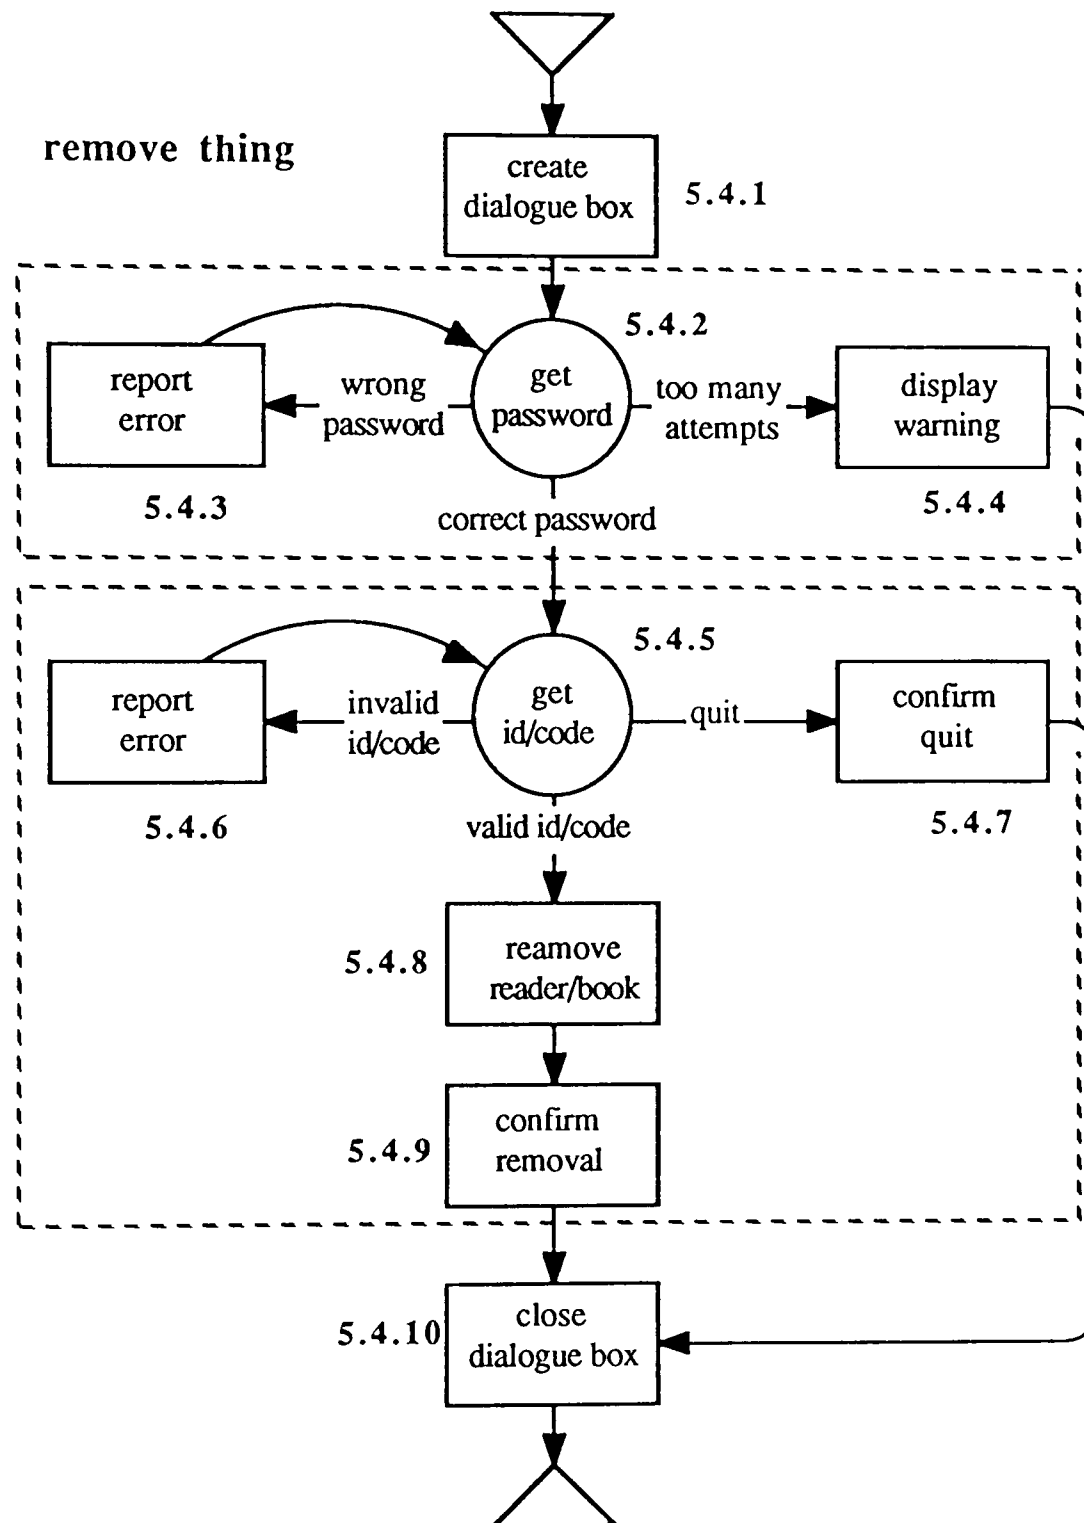 remove thing
create
dialogue box
5.4.1
5.4.2
report
error
wrong
password
get
password
too many
attempts
display
warning
5.4.3
5.4.4
correct password
5.4.5
report
error
invalid
id/code
get
id/code
quit
confirm
quit
5.4.6
5.4.7
valid id/code
5.4.8
reamove
reader/book
5.4.9
confirm
removal
5.4.10
close
dialogue box